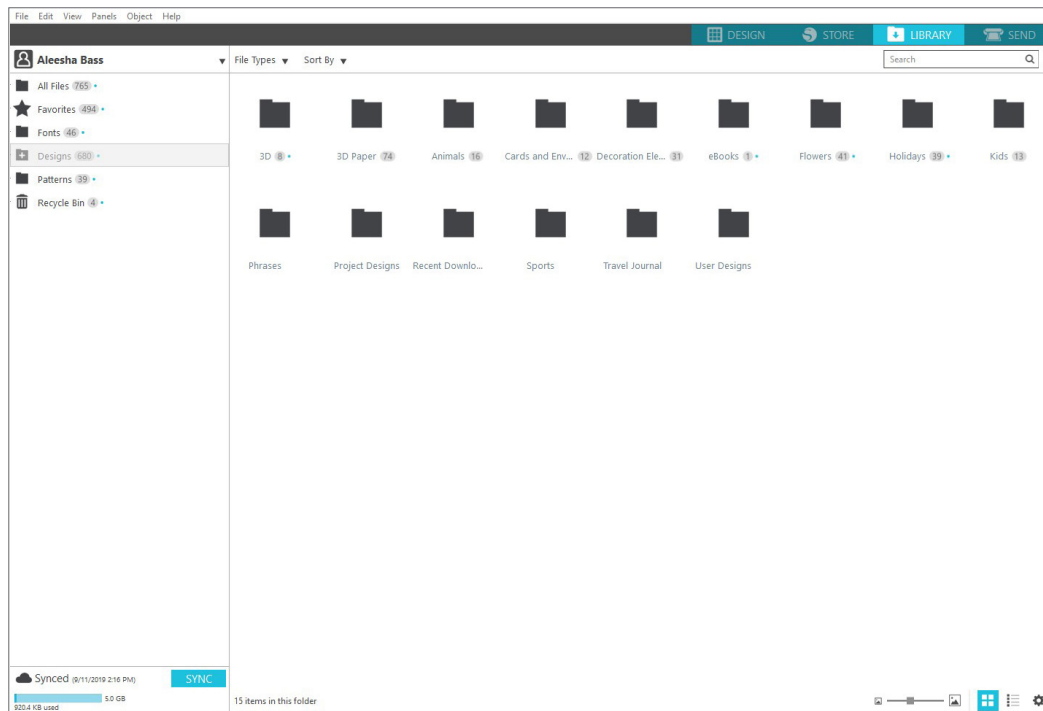 File Edit View Panels Object Help
DESIGN STORE LIBRARY SEND
Aleesha Bass
File Types Sort By Search
All Files 765
Favorites 494
Fonts 46
Designs 680
Patterns 39
Recycle Bin 4
3D 8 3D Paper 74 Animals 16 Cards and Env... 12 Decoration Ele... 31 eBooks 1 Flowers 41 Holidays 39 Kids 13
Phrases Project Designs Recent Downlo... Sports Travel Journal User Designs
Synced (9/11/2019 2:16 PM) SYNC
5.0 GB
920.4 KB used
15 items in this folder